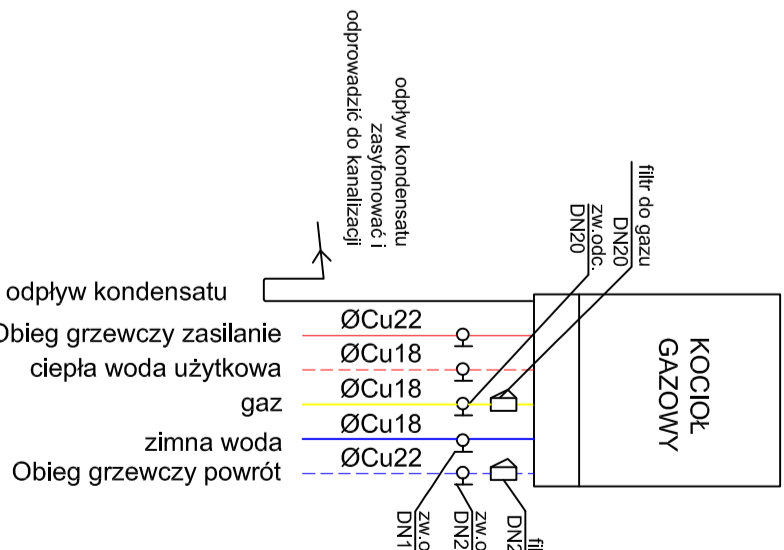 odpływ kondensatu
zasyfonować i
odprowadzić do kanalizacji
filtr do gazu
DN20
zw.odc.
DN20
KOCIOŁ
GAZOWY
odpływ kondensatu
Obieg grzewczy zasilanie
ØCu22
ciepła woda użytkowa
ØCu18
gaz
ØCu18
zimna woda
ØCu18
Obieg grzewczy powrót
ØCu22